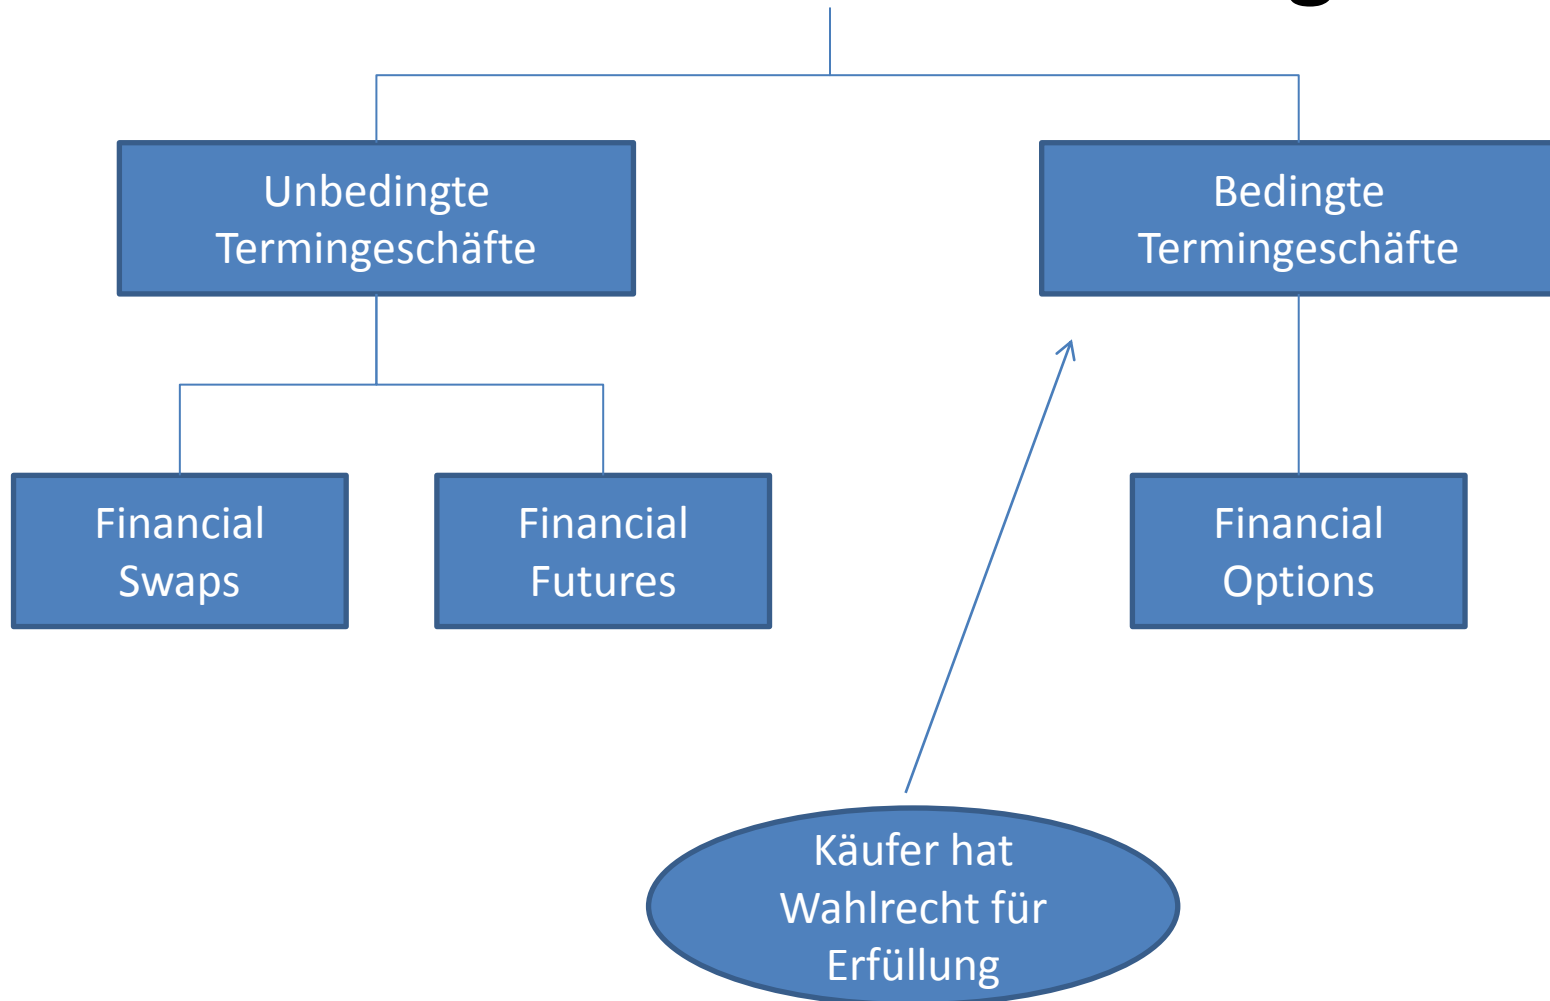 Unbedingte
Termingeschäfte
Bedingte
Termingeschäfte
Financial
Swaps
Financial
Futures
Financial
Options
Käufer hat
Wahlrecht für
Erfüllung